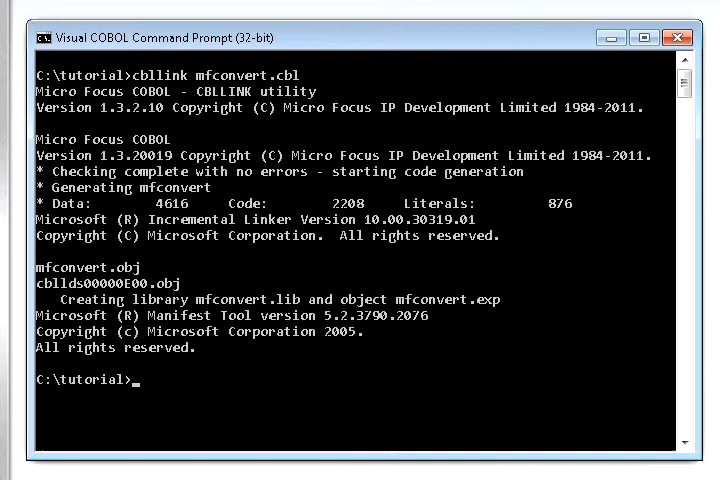 Visual COBOL Command Prompt (32-bit)
C:\tutorial>cbllink mfconvert.cbl
Micro Focus COBOL - CBLLINK utility
Version 1.3.2.10 Copyright (C) Micro Focus IP Development Limited 1984-2011.
Micro Focus COBOL
Version 1.3.20019 Copyright (C) Micro Focus IP Development Limited 1984-2011.
* Checking complete with no errors - starting code generation
* Generating mfconvert
* Data:        4616     Code:        2208     Literals:         876
Microsoft (R) Incremental Linker Version 10.00.30319.01
Copyright (C) Microsoft Corporation.  All rights reserved.
mfconvert.obj
cbllds00000E00.obj
   Creating library mfconvert.lib and object mfconvert.exp
Microsoft (R) Manifest Tool version 5.2.3790.2076
Copyright (c) Microsoft Corporation 2005.
All rights reserved.
C:\tutorial>_